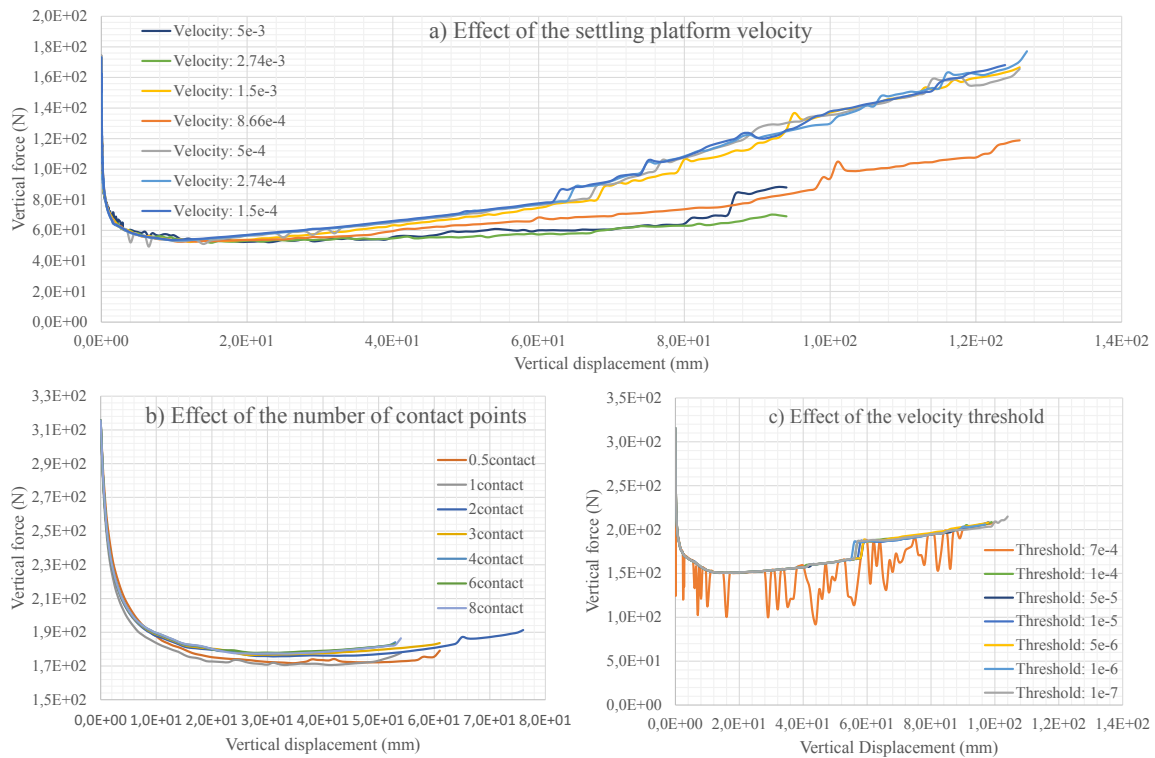 a) Effect of the settling platform velocity
Vertical force (N)
2,0E+02
1,8E+02
1,6E+02
1,4E+02
1,2E+02
1,0E+02
8,0E+01
6,0E+01
4,0E+01
2,0E+01
0,0E+00
Velocity: 5e-3
Velocity: 2.74e-3
Velocity: 1.5e-3
Velocity: 8.66e-4
Velocity: 5e-4
Velocity: 2.74e-4
Velocity: 1.5e-4
0,0E+00 2,0E+01 4,0E+01 6,0E+01 8,0E+01 1,0E+02 1,2E+02 1,4E+02
Vertical displacement (mm)
b) Effect of the number of contact points
Vertical force (N)
3,3E+02
3,1E+02
2,9E+02
2,7E+02
2,5E+02
2,3E+02
2,1E+02
1,9E+02
1,7E+02
1,5E+02
0.5contact
1contact
2contact
3contact
4contact
6contact
8contact
0,0E+00 1,0E+01 2,0E+01 3,0E+01 4,0E+01 5,0E+01 6,0E+01 7,0E+01 8,0E+01
Vertical displacement (mm)
c) Effect of the velocity threshold
Vertical force (N)
3,5E+02
3,0E+02
2,5E+02
2,0E+02
1,5E+02
1,0E+02
5,0E+01
0,0E+00
Threshold: 7e-4
Threshold: 1e-4
Threshold: 5e-5
Threshold: 1e-5
Threshold: 5e-6
Threshold: 1e-6
Threshold: 1e-7
0,0E+00 2,0E+01 4,0E+01 6,0E+01 8,0E+01 1,0E+02 1,2E+02 1,4E+02
Vertical Displacement (mm)